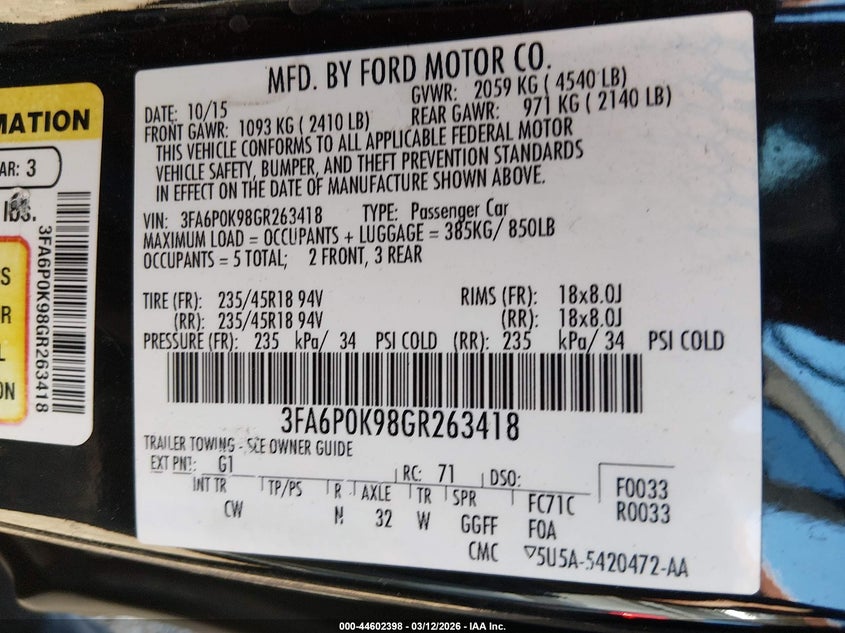 MATION
AR: 3
lbs.
PS
R
L
ON
3FA6P0K98GR263418
MFD. BY FORD MOTOR CO.
DATE: 10/15 GVWR: 2059 KG ( 4540 LB)
FRONT GAWR: 1093 KG ( 2410 LB) REAR GAWR: 971 KG ( 2140 LB)
THIS VEHICLE CONFORMS TO ALL APPLICABLE FEDERAL MOTOR
VEHICLE SAFETY, BUMPER, AND THEFT PREVENTION STANDARDS
IN EFFECT ON THE DATE OF MANUFACTURE SHOWN ABOVE.
VIN: 3FA6P0K98GR263418 TYPE: Passenger Car
MAXIMUM LOAD = OCCUPANTS + LUGGAGE = 385KG/ 850LB
OCCUPANTS = 5 TOTAL; 2 FRONT, 3 REAR
TIRE (FR): 235/45R18 94V RIMS (FR): 18x8.0J
(RR): 235/45R18 94V (RR): 18x8.0J
PRESSURE (FR): 235 kPa/ 34 PSI COLD (RR): 235 kPa/ 34 PSI COLD
3FA6P0K98GR263418
TRAILER TOWING - SEE OWNER GUIDE
EXT PNT: G1 RC: 71 DSO: F0033
INT TR TP/PS R AXLE TR SPR FC71C R0033
CW N 32 W GGFF F0A
CMC ▽5U5A-5420472-AA
000-44602398 - 03/12/2026 - IAA Inc.